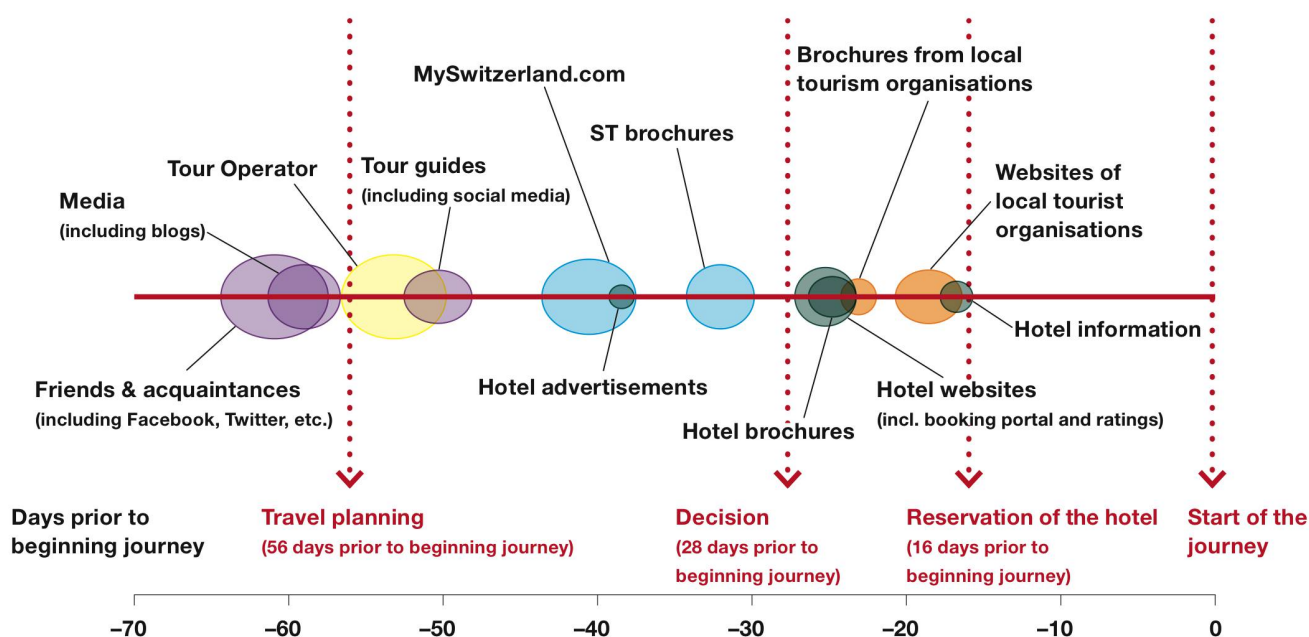 MySwitzerland.com
Brochures from local
tourism organisations
ST brochures
Tour Operator
Tour guides
(including social media)
Media
(including blogs)
Websites of
local tourist
organisations
Hotel information
Friends & acquaintances
(including Facebook, Twitter, etc.)
Hotel advertisements
Hotel brochures
Hotel websites
(incl. booking portal and ratings)
Days prior to
beginning journey
Travel planning
(56 days prior to beginning journey)
Decision
(28 days prior to
beginning journey)
Reservation of the hotel
(16 days prior to
beginning journey)
Start of the
journey
–70 –60 –50 –40 –30 –20 –10 0